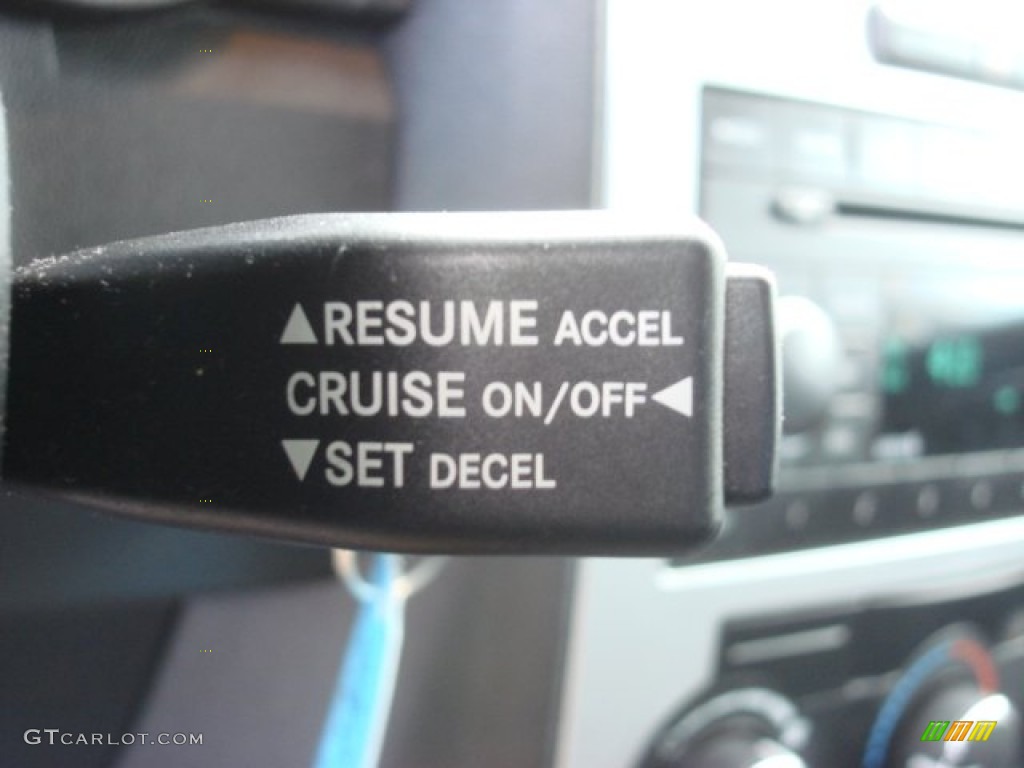 ▲RESUME ACCEL
CRUISE ON/OFF◀
▼SET DECEL
GTCARLOT.COM